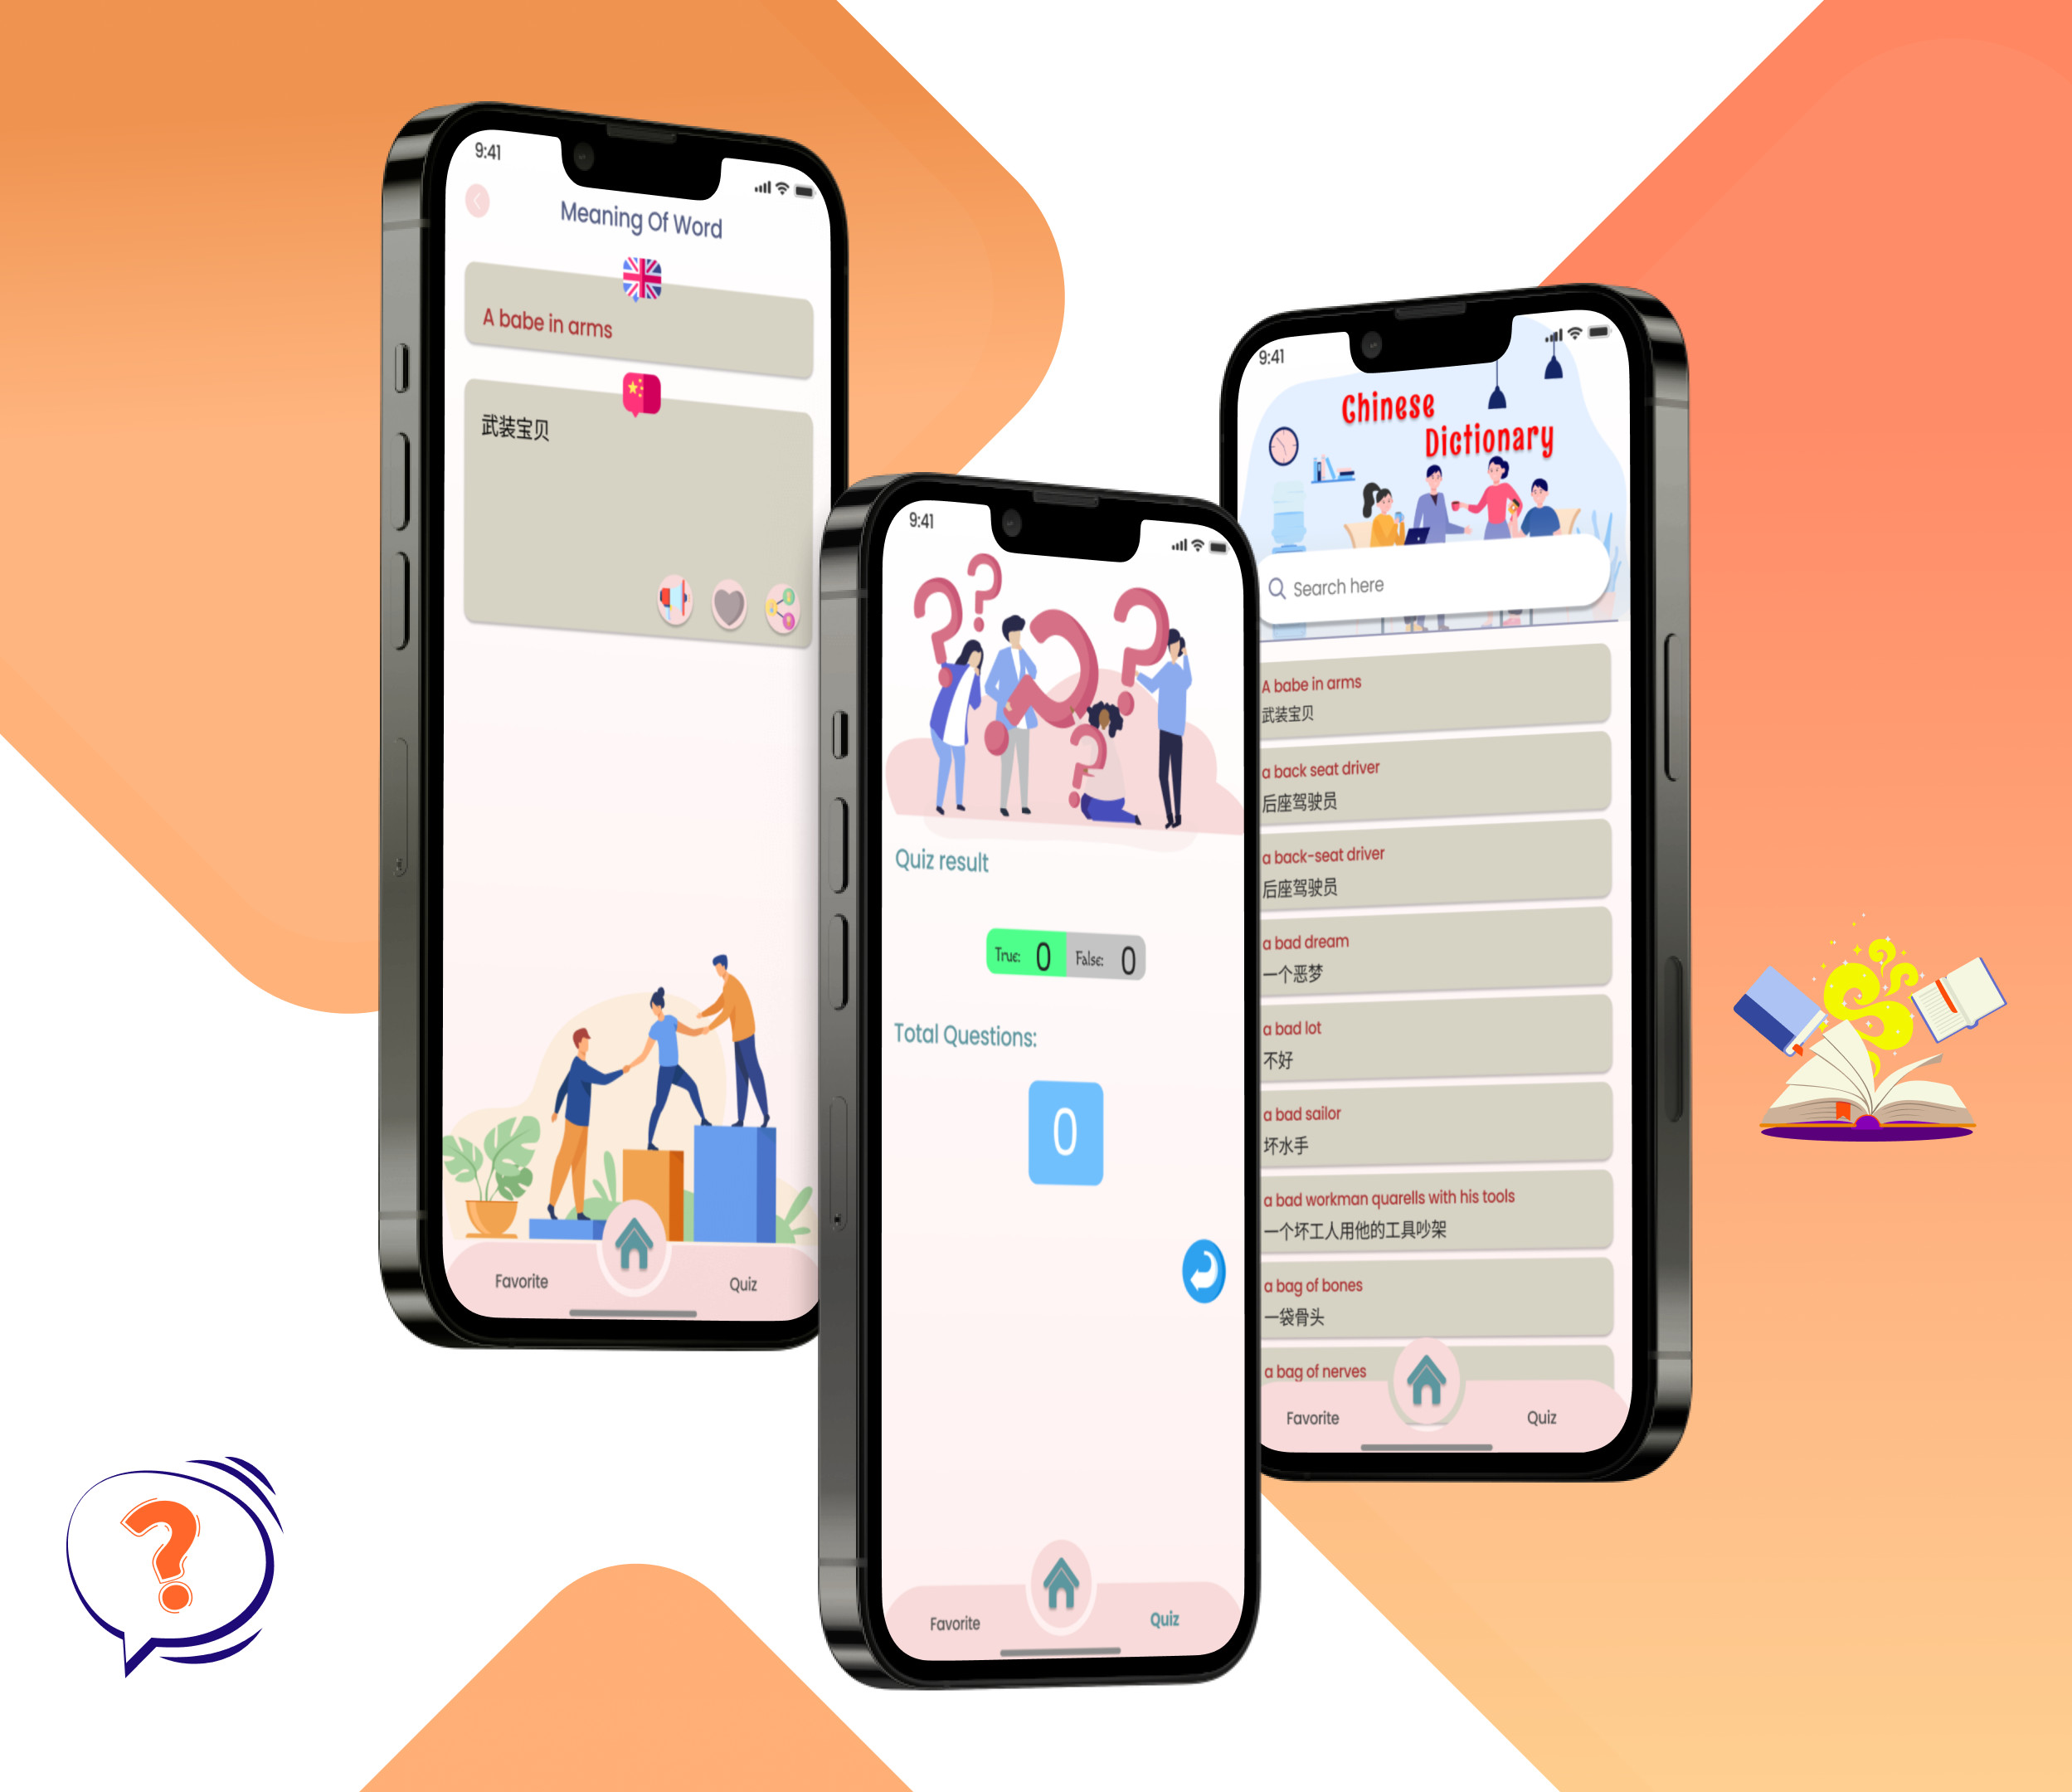 9:41
Meaning Of Word
A babe in arms
武装宝贝
Favorite
Quiz
9:41
Quiz result
True: 0
False: 0
Total Questions:
0
Favorite
Quiz
9:41
Chinese
Dictionary
Search here
A babe in arms
武装宝贝
a back seat driver
后座驾驶员
a back-seat driver
后座驾驶员
a bad dream
一个恶梦
a bad lot
不好
a bad sailor
坏水手
a bad workman quarells with his tools
一个坏工人用他的工具吵架
a bag of bones
一袋骨头
a bag of nerves
Favorite
Quiz